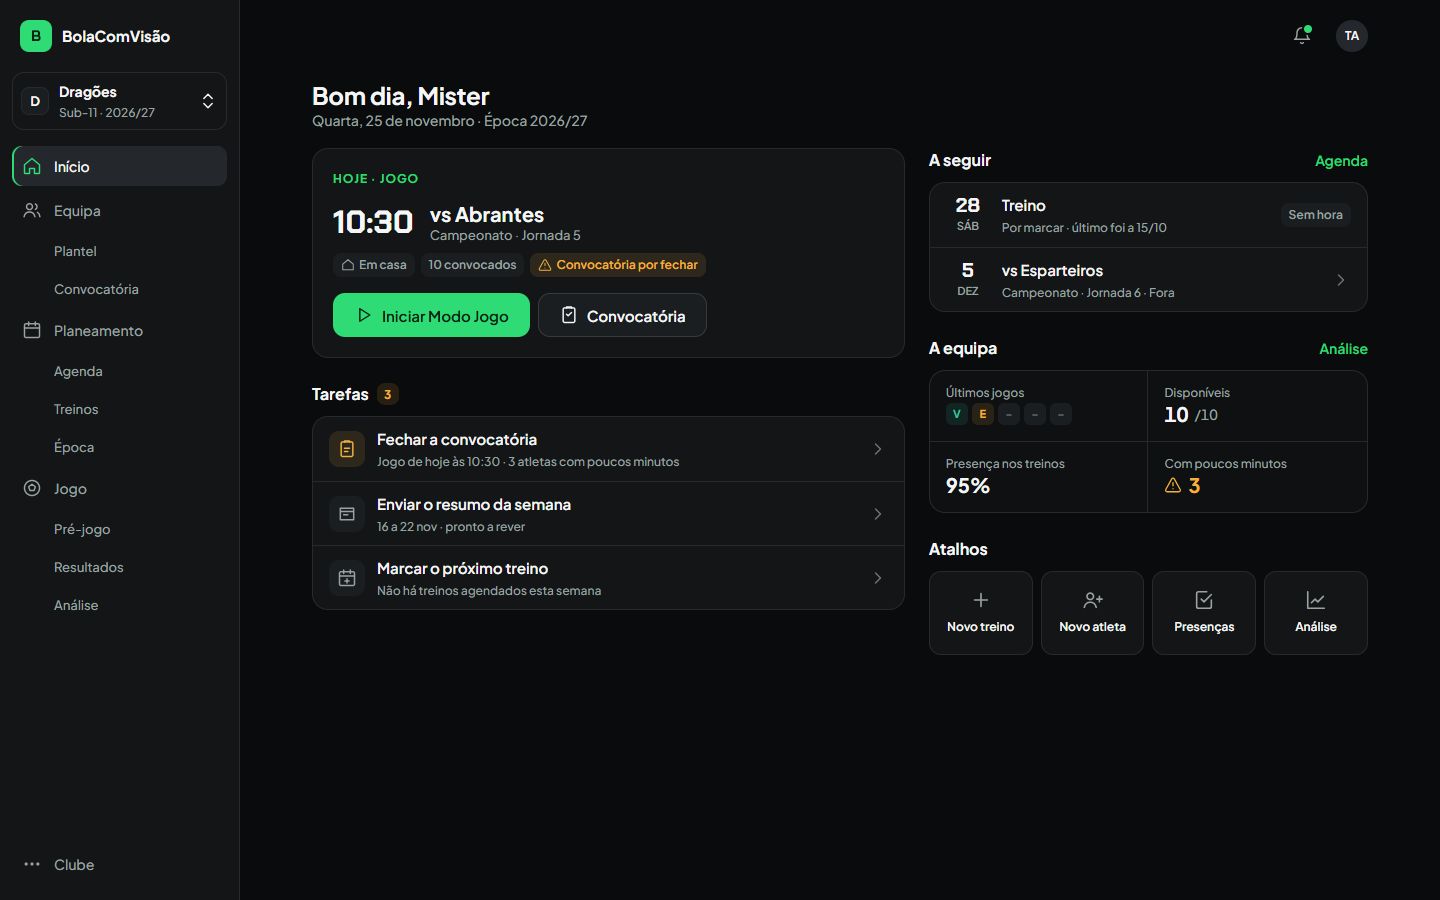 B BolaComVisão
D Dragões
Sub-11 · 2026/27
Início
Equipa
Plantel
Convocatória
Planeamento
Agenda
Treinos
Época
Jogo
Pré-jogo
Resultados
Análise
Clube
TA
Bom dia, Mister
Quarta, 25 de novembro · Época 2026/27
HOJE · JOGO
10:30 vs Abrantes
Campeonato · Jornada 5
Em casa 10 convocados Convocatória por fechar
Iniciar Modo Jogo Convocatória
Tarefas 3
Fechar a convocatória
Jogo de hoje às 10:30 · 3 atletas com poucos minutos
Enviar o resumo da semana
16 a 22 nov · pronto a rever
Marcar o próximo treino
Não há treinos agendados esta semana
A seguir Agenda
28 SÁB Treino
Por marcar · último foi a 15/10
Sem hora
5 DEZ vs Esparteiros
Campeonato · Jornada 6 · Fora
A equipa Análise
Últimos jogos
V E – – –
Disponíveis
10 /10
Presença nos treinos
95%
Com poucos minutos
3
Atalhos
Novo treino Novo atleta Presenças Análise